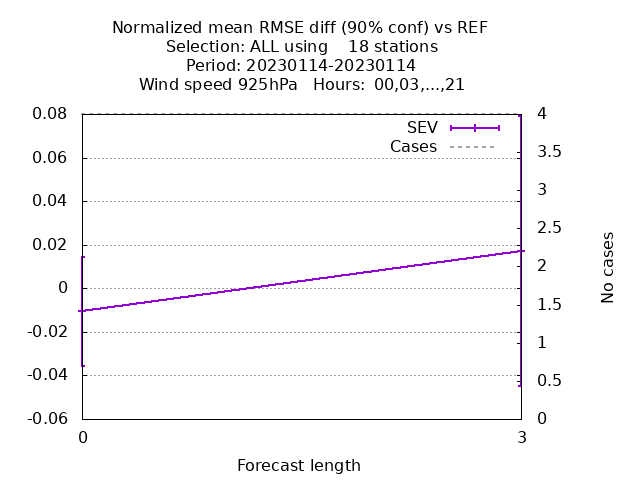 Normalized mean RMSE diff (90% conf) vs REF
Selection: ALL using    18 stations
Period: 20230114-20230114
Wind speed 925hPa   Hours:  00,03,...,21
SEV
Cases
0.08
0.06
0.04
0.02
0
-0.02
-0.04
-0.06
4
3.5
3
2.5
2
1.5
1
0.5
0
No cases
0
3
Forecast length